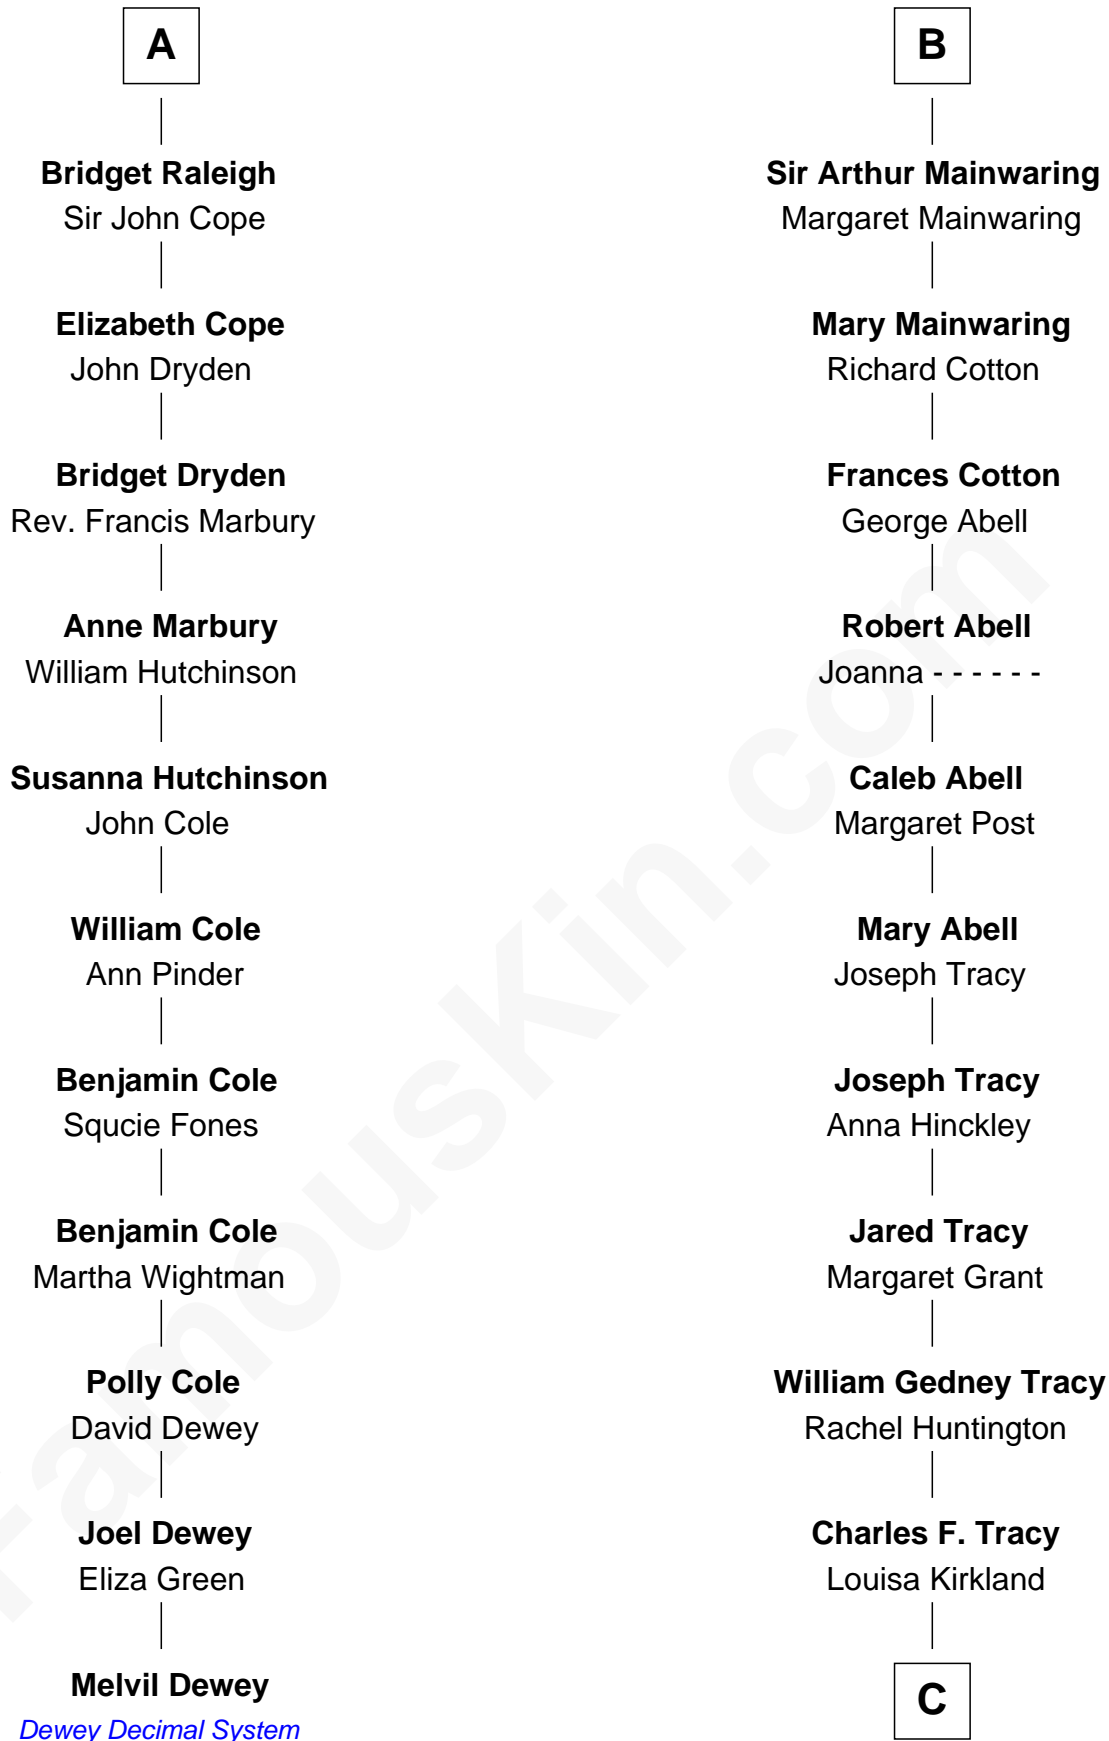 A
Bridget Raleigh
Sir John Cope
Elizabeth Cope
John Dryden
Bridget Dryden
Rev. Francis Marbury
Anne Marbury
William Hutchinson
Susanna Hutchinson
John Cole
William Cole
Ann Pinder
Benjamin Cole
Squcie Fones
Benjamin Cole
Martha Wightman
Polly Cole
David Dewey
Joel Dewey
Eliza Green
Melvil Dewey
Dewey Decimal System
B
Sir Arthur Mainwaring
Margaret Mainwaring
Mary Mainwaring
Richard Cotton
Frances Cotton
George Abell
Robert Abell
Joanna - - - - - -
Caleb Abell
Margaret Post
Mary Abell
Joseph Tracy
Joseph Tracy
Anna Hinckley
Jared Tracy
Margaret Grant
William Gedney Tracy
Rachel Huntington
Charles F. Tracy
Louisa Kirkland
C
FamousKin.com